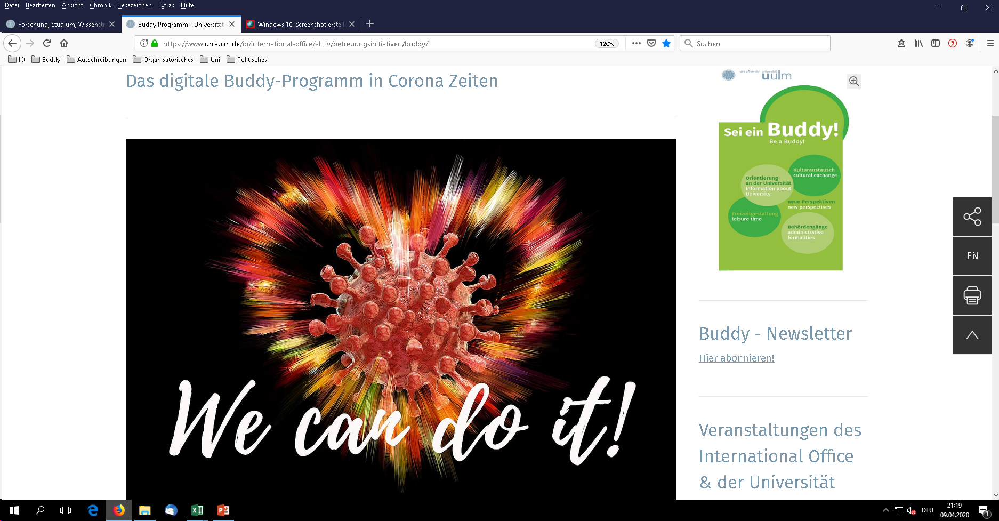 Datei Bearbeiten Ansicht Chronik Lesezeichen Extras Hilfe
Forschung, Studium, Wissenstr
Buddy Programm - Universität
Windows 10: Screenshot erstell
https://www.uni-ulm.de/io/international-office/aktiv/betreuungsinitiativen/buddy/
120%
Suchen
IO Buddy Ausschreibungen Organisatorisches Uni Politisches
Das digitale Buddy-Programm in Corona Zeiten
We can do it!
uulm
Sei ein Buddy!
Be a Buddy!
Kulturaustausch
cultural exchange
Orientierung
an der Universität
Information about
University
neue Perspektiven
new perspectives
Freizeitgestaltung
leisure time
Behördengänge
administrative
formalities
Buddy - Newsletter
Hier abonnieren!
Veranstaltungen des
International Office
& der Universität
EN
DEU
21:19
09.04.2020
1